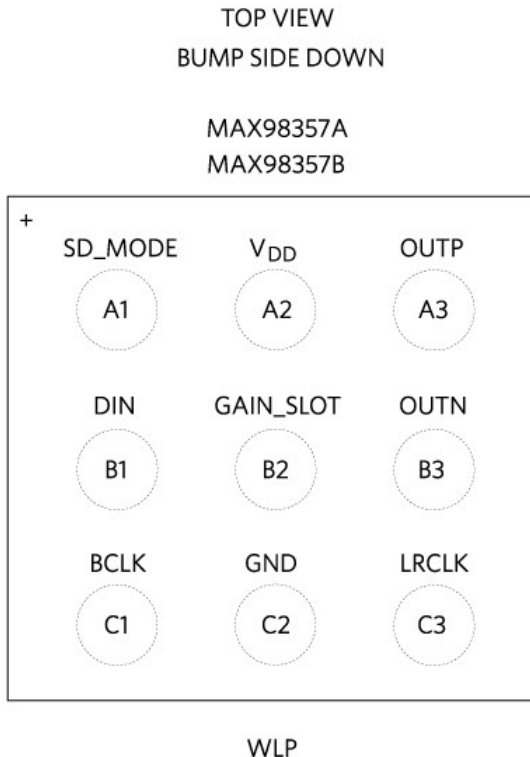 TOP VIEW
BUMP SIDE DOWN
MAX98357A
MAX98357B
+
SD_MODE VDD OUTP
A1 A2 A3
DIN GAIN_SLOT OUTN
B1 B2 B3
BCLK GND LRCLK
C1 C2 C3
WLP